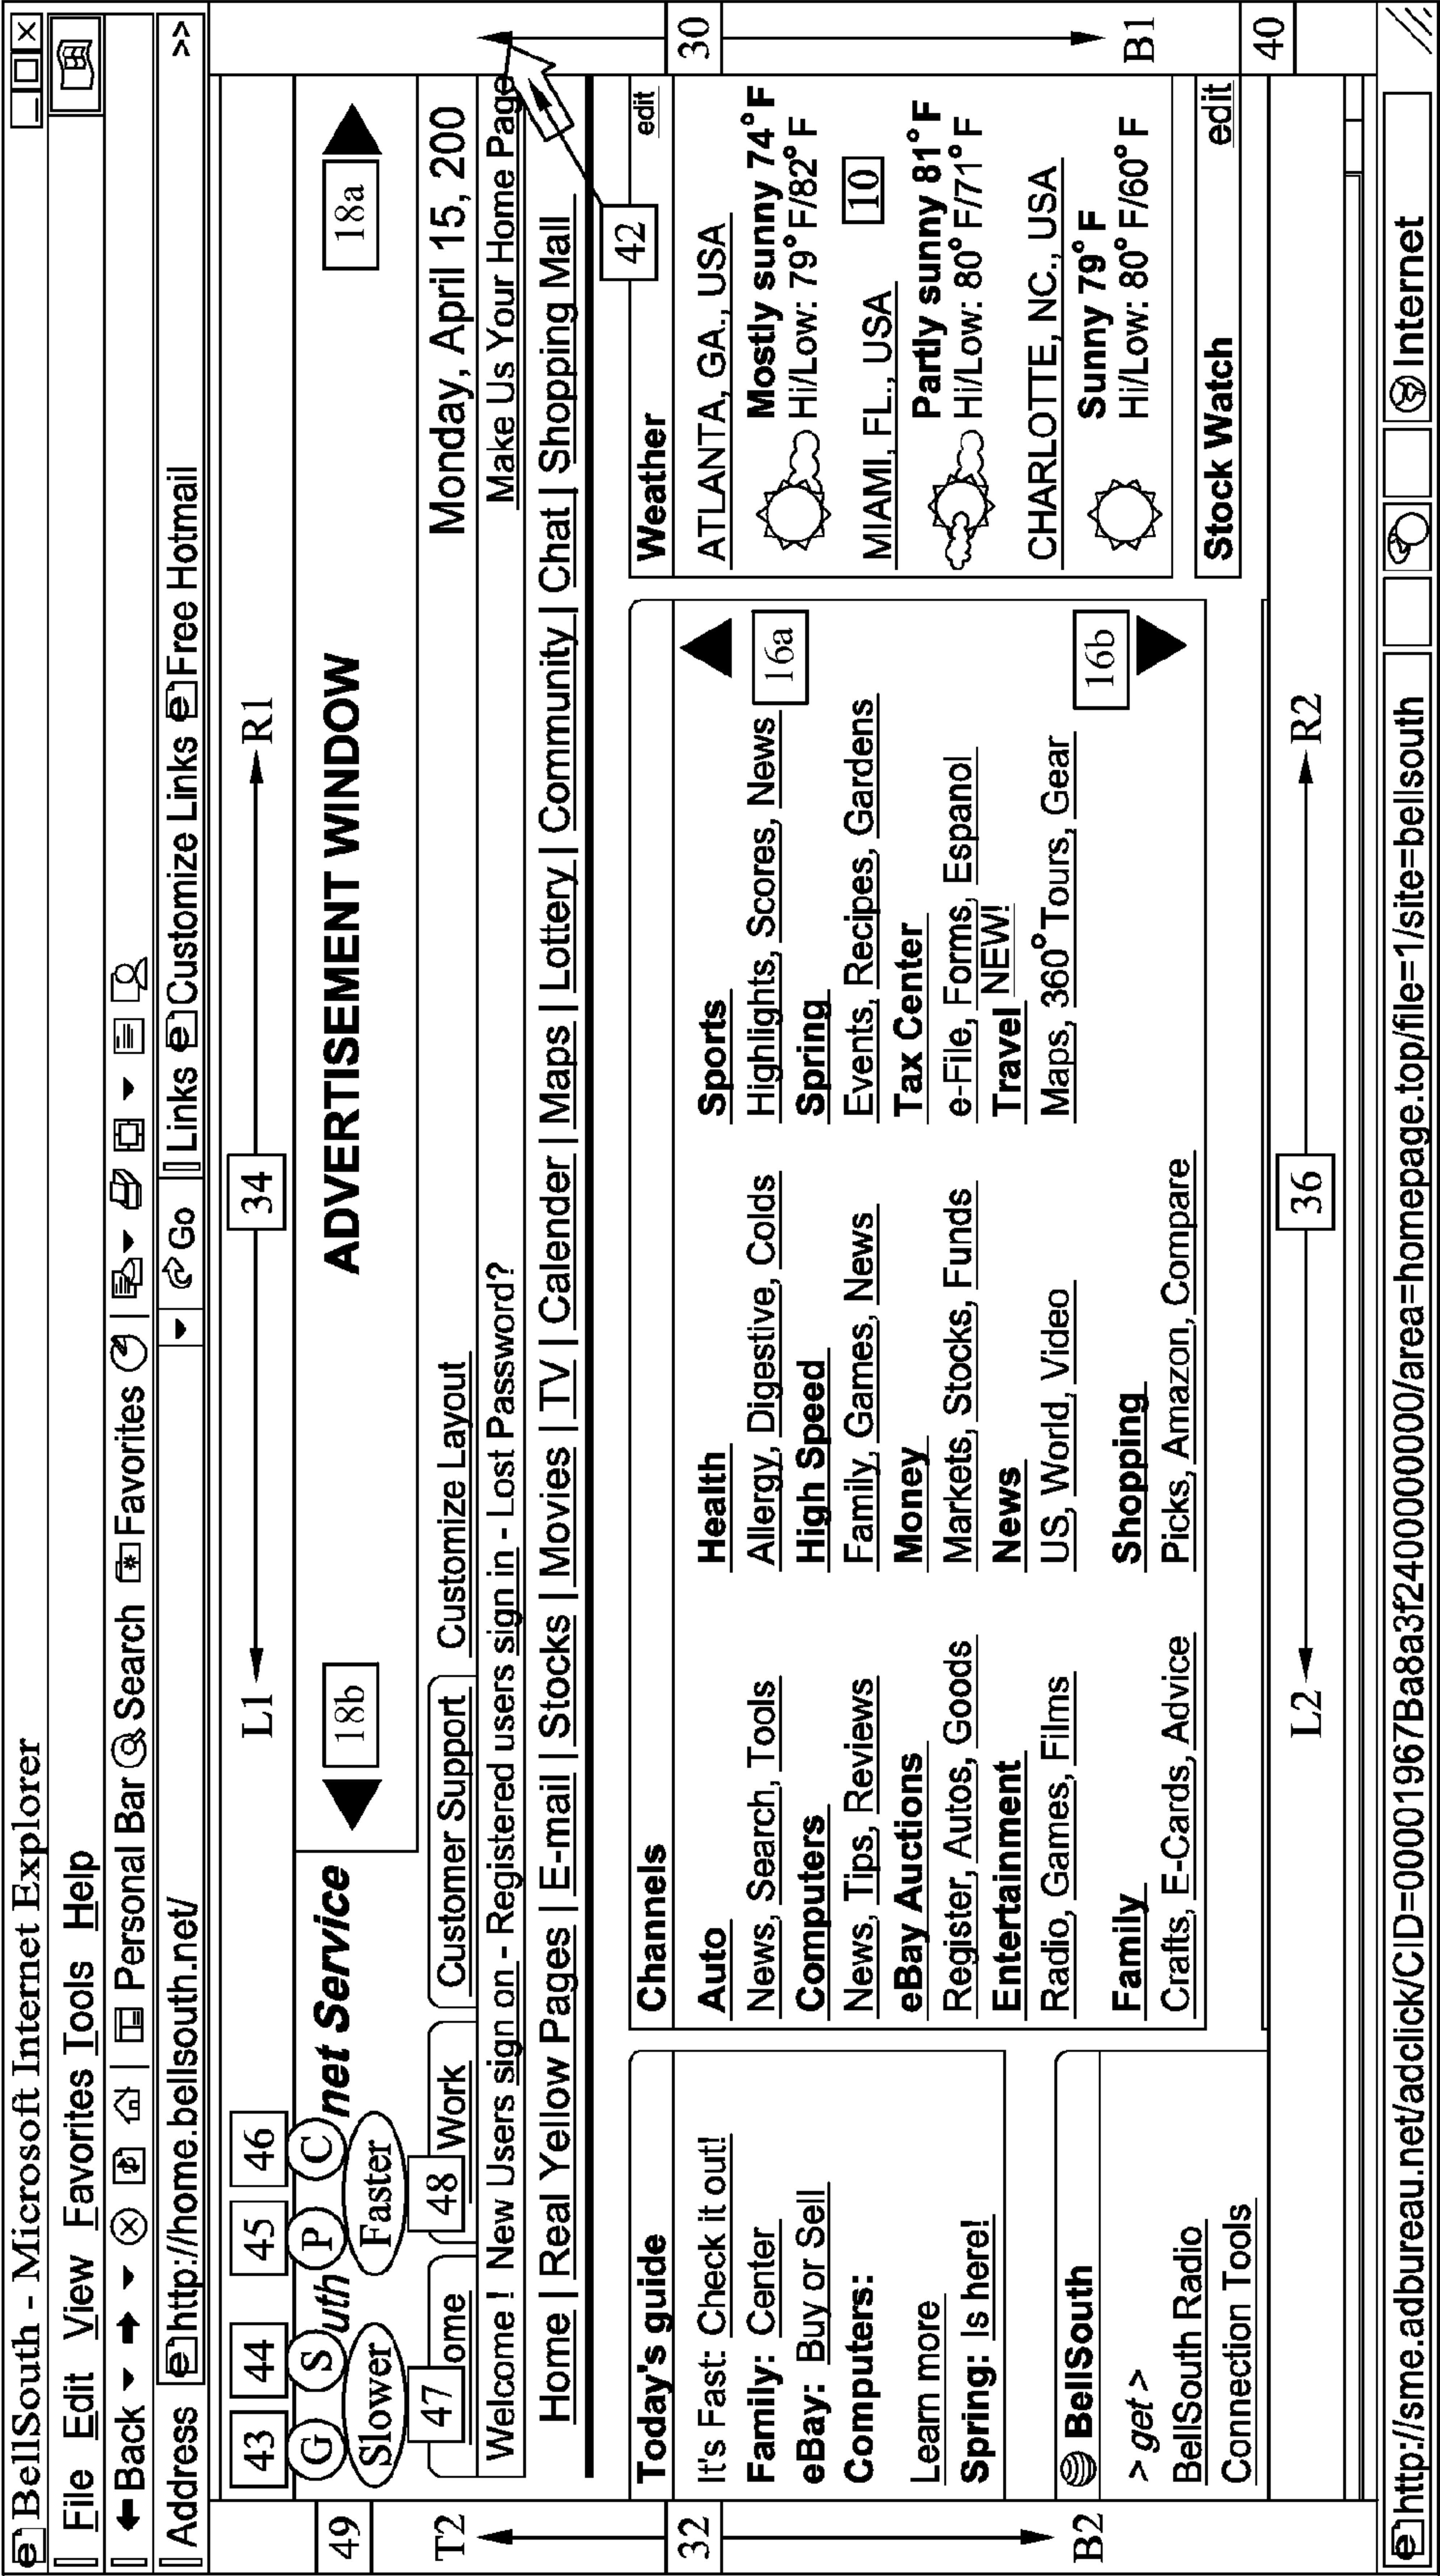 BellSouth - Microsoft Internet Explorer
File Edit View Favorites Tools Help
Back Personal Bar Search Favorites
Address http://home.bellsouth.net/ Go Links Customize Links Free Hotmail >>
43 44 45 46 L1 34 R1
G S uth P C net Service
Slower Faster
49
18b ADVERTISEMENT WINDOW 18a
47 ome 48 Work Customer Support Customize Layout Monday, April 15, 200
T2
Welcome ! New Users sign on - Registered users sign in - Lost Password? Make Us Your Home Page
Home | Real Yellow Pages | E-mail | Stocks | Movies | TV | Calender | Maps | Lottery | Community | Chat | Shopping Mall
42
32
30
Today's guide
It's Fast: Check it out!
Family: Center
eBay: Buy or Sell
Computers:
Learn more
Spring: Is here!
BellSouth
> get >
BellSouth Radio
Connection Tools
B2
Channels
Auto
News, Search, Tools
Computers
News, Tips, Reviews
eBay Auctions
Register, Autos, Goods
Entertainment
Radio, Games, Films
Family
Crafts, E-Cards, Advice
Health
Allergy, Digestive, Colds
High Speed
Family, Games, News
Money
Markets, Stocks, Funds
News
US, World, Video
Shopping
Picks, Amazon, Compare
Sports
Highlights, Scores, News
Spring
Events, Recipes, Gardens
Tax Center
e-File, Forms, Espanol
Travel NEW!
Maps, 360° Tours, Gear
16a
16b
Weather edit
ATLANTA, GA., USA
Mostly sunny 74° F
Hi/Low: 79° F/82° F
MIAMI, FL., USA 10
Partly sunny 81° F
Hi/Low: 80° F/71° F
CHARLOTTE, NC., USA
Sunny 79° F
Hi/Low: 80° F/60° F
B1
Stock Watch edit
40
L2 36 R2
http://sme.adbureau.net/adclick/CID=00001967Ba8a3f2400000000/area=homepage.top/file=1/site=bellsouth Internet